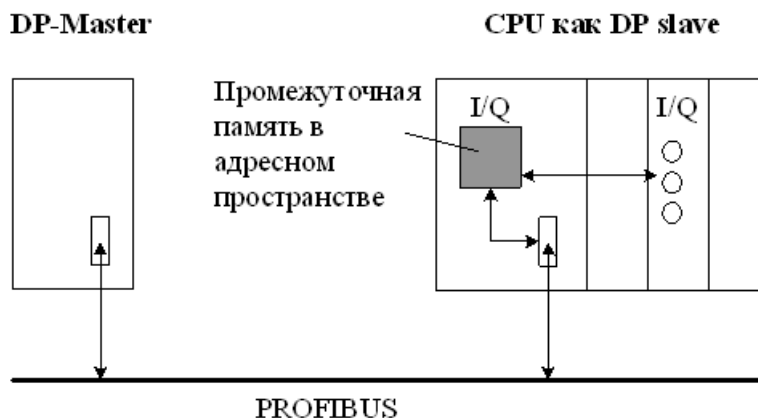 DP-Master
CPU как DP slave
Промежуточная
память в
адресном
пространстве
I/Q
I/Q
PROFIBUS